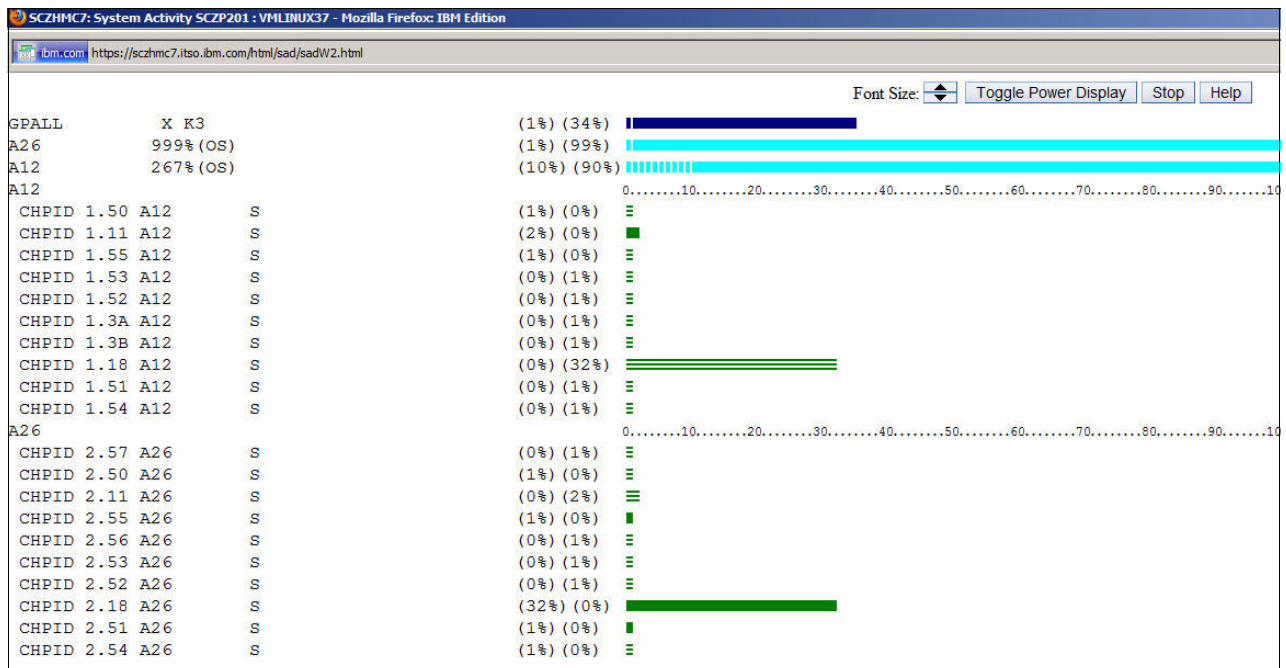 SCZHMC7: System Activity SCZP201 : VMLINUX37 - Mozilla Firefox: IBM Edition
ibm.com https://sczhmc7.itso.ibm.com/html/sad/sadW2.html
Font Size: Toggle Power Display Stop Help
GPALL X K3 (1%)(34%)
A26 999%(OS) (1%)(99%)
A12 267%(OS) (10%)(90%)
A12 0........10........20........30........40........50........60........70........80........90........10
CHPID 1.50 A12 S (1%)(0%)
CHPID 1.11 A12 S (2%)(0%)
CHPID 1.55 A12 S (1%)(0%)
CHPID 1.53 A12 S (0%)(1%)
CHPID 1.52 A12 S (0%)(1%)
CHPID 1.3A A12 S (0%)(1%)
CHPID 1.3B A12 S (0%)(1%)
CHPID 1.18 A12 S (0%)(32%)
CHPID 1.51 A12 S (0%)(1%)
CHPID 1.54 A12 S (0%)(1%)
A26 0........10........20........30........40........50........60........70........80........90........10
CHPID 2.57 A26 S (0%)(1%)
CHPID 2.50 A26 S (1%)(0%)
CHPID 2.11 A26 S (0%)(2%)
CHPID 2.55 A26 S (1%)(0%)
CHPID 2.56 A26 S (0%)(1%)
CHPID 2.53 A26 S (0%)(1%)
CHPID 2.52 A26 S (0%)(1%)
CHPID 2.18 A26 S (32%)(0%)
CHPID 2.51 A26 S (1%)(0%)
CHPID 2.54 A26 S (1%)(0%)